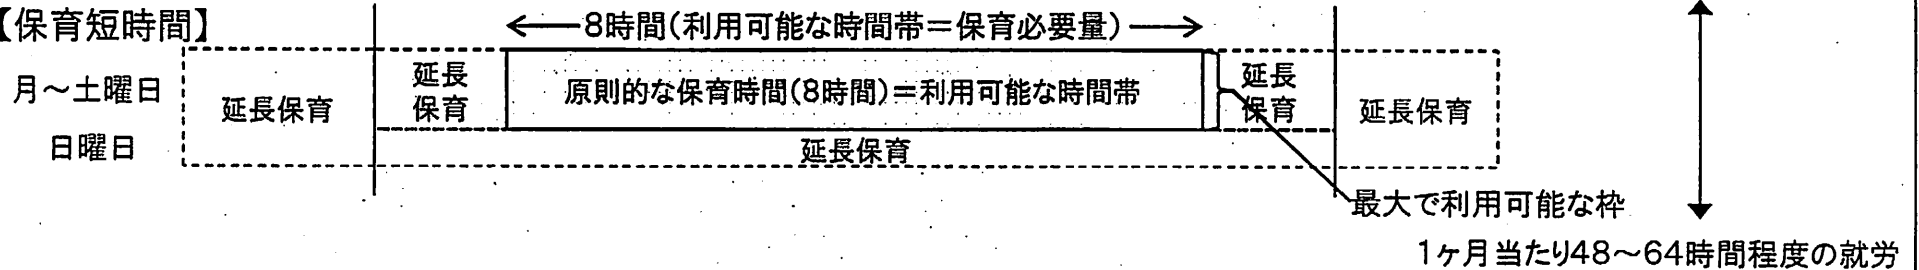 【保育短時間】
8時間(利用可能な時間帯＝保育必要量)
月～土曜日
延長保育
延長
保育
原則的な保育時間(8時間)＝利用可能な時間帯
延長
保育
延長保育
日曜日
延長保育
最大で利用可能な枠
1ヶ月当たり48～64時間程度の就労